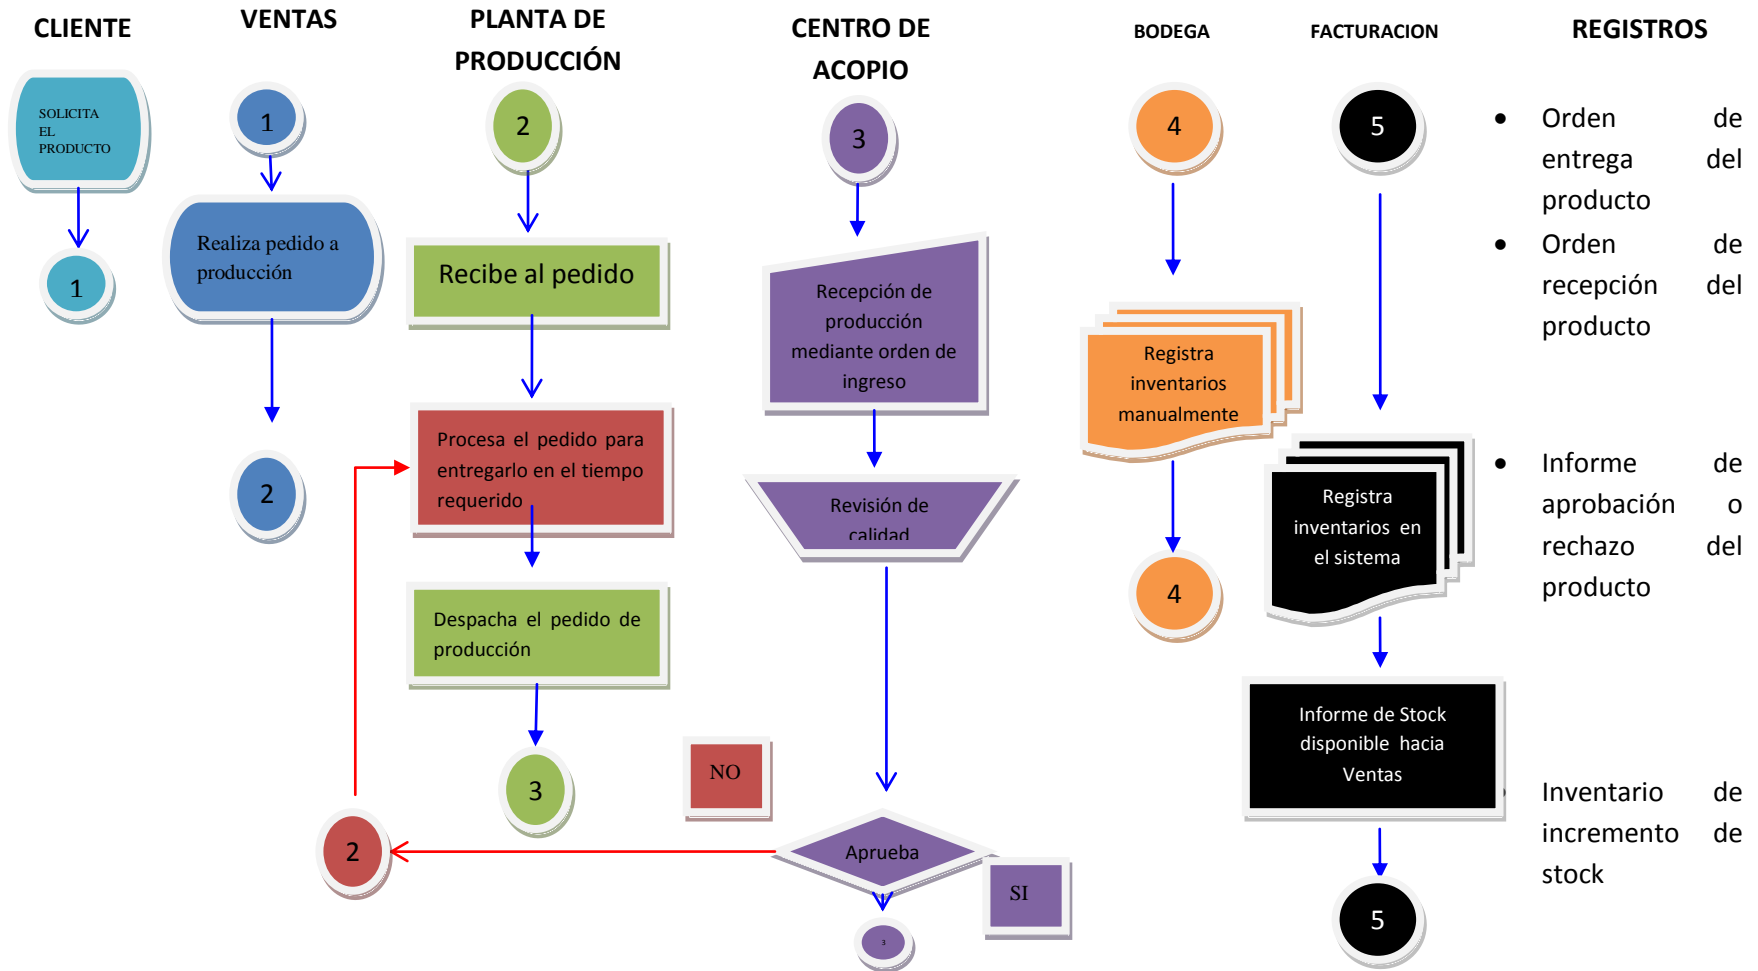 CLIENTE
SOLICITA
EL
PRODUCTO
1
VENTAS
1
Realiza pedido a
producción
2
PLANTA DE
PRODUCCIÓN
2
Recibe al pedido
Procesa el pedido para
entregarlo en el tiempo
requerido
Despacha el pedido de
producción
3
2
NO
CENTRO DE
ACOPIO
3
Recepción de
producción
mediante orden de
ingreso
Revisión de
calidad
Aprueba
SI
3
BODEGA
4
Registra
inventarios
manualmente
4
FACTURACION
5
Registra
inventarios en
el sistema
Informe de Stock
disponible hacia
Ventas
5
REGISTROS
• Orden de
entrega del
producto
• Orden de
recepción del
producto
• Informe de
aprobación o
rechazo del
producto
• Inventario de
incremento de
stock